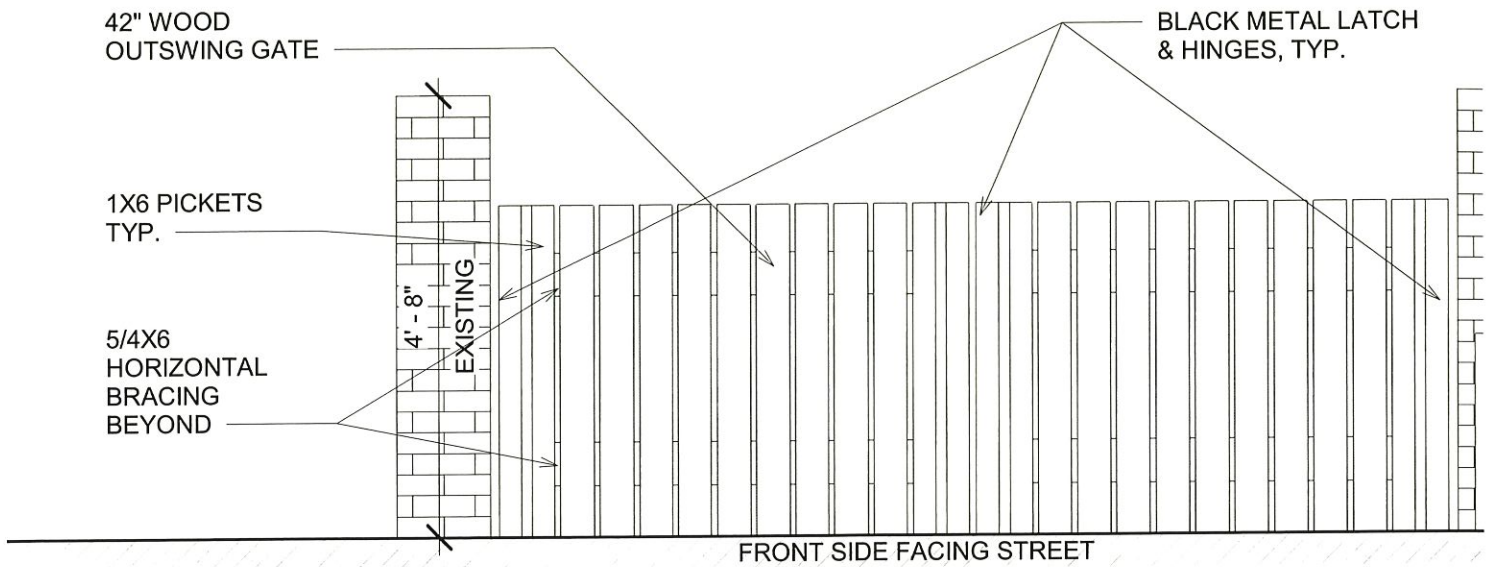 42" WOOD
OUTSWING GATE
BLACK METAL LATCH
& HINGES, TYP.
1X6 PICKETS
TYP.
4' - 8"
EXISTING
5/4X6
HORIZONTAL
BRACING
BEYOND
FRONT SIDE FACING STREET